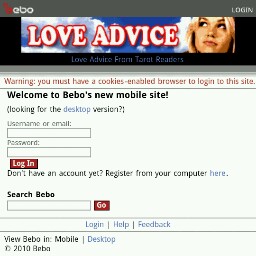 Bebo
LOGIN
LOVE ADVICE
Love Advice From Tarot Readers
Warning: you must have a cookies-enabled browser to login to this site.
Welcome to Bebo's new mobile site!
(looking for the desktop version?)
Username or email:
Password:
Log In
Don't have an account yet? Register from your computer here.
Search Bebo
Go
Login | Help | Feedback
View Bebo in: Mobile | Desktop
© 2010 Bebo